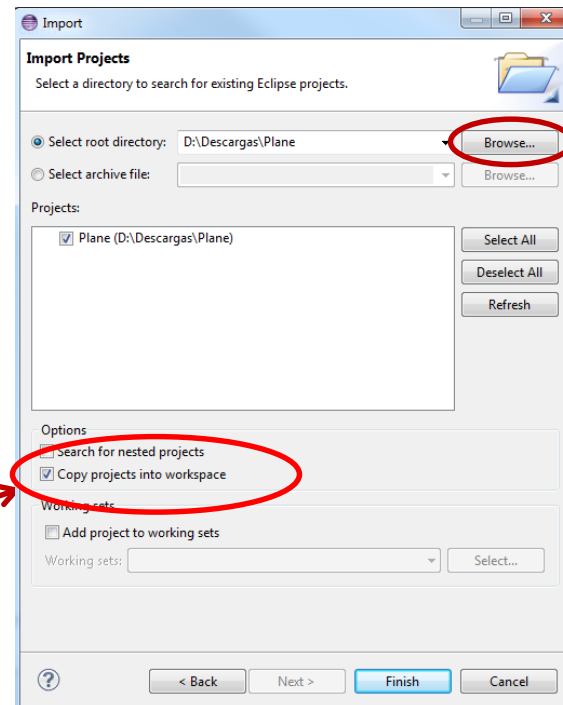 Import
Import Projects
Select a directory to search for existing Eclipse projects.
Select root directory: D:\Descargas\Plane Browse...
Select archive file: Browse...
Projects:
Plane (D:\Descargas\Plane)
Select All
Deselect All
Refresh
Options
Search for nested projects
Copy projects into workspace
Working sets
Add project to working sets
Working sets: Select...
< Back Next > Finish Cancel